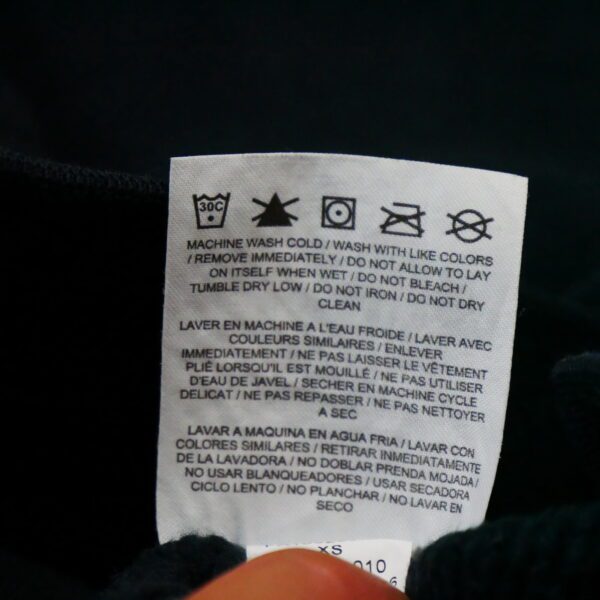 30C
MACHINE WASH COLD / WASH WITH LIKE COLORS
/ REMOVE IMMEDIATELY / DO NOT ALLOW TO LAY
ON ITSELF WHEN WET / DO NOT BLEACH /
TUMBLE DRY LOW / DO NOT IRON / DO NOT DRY
CLEAN
LAVER EN MACHINE A L'EAU FROIDE / LAVER AVEC
COULEURS SIMILAIRES / ENLEVER
IMMÉDIATEMENT / NE PAS LAISSER LE VÊTEMENT
PLIÉ LORSQU'IL EST MOUILLÉ / NE PAS UTILISER
D'EAU DE JAVEL / SECHER EN MACHINE CYCLE
DELICAT / NE PAS REPASSER / NE PAS NETTOYER
A SEC
LAVAR A MAQUINA EN AGUA FRIA / LAVAR CON
COLORES SIMILARES / RETIRAR INMEDIATAMENTE
DE LA LAVADORA / NO DOBLAR PRENDA MOJADA /
NO USAR BLANQUEADORES / USAR SECADORA
CICLO LENTO / NO PLANCHAR / NO LAVAR EN
SECO
XS
010
6